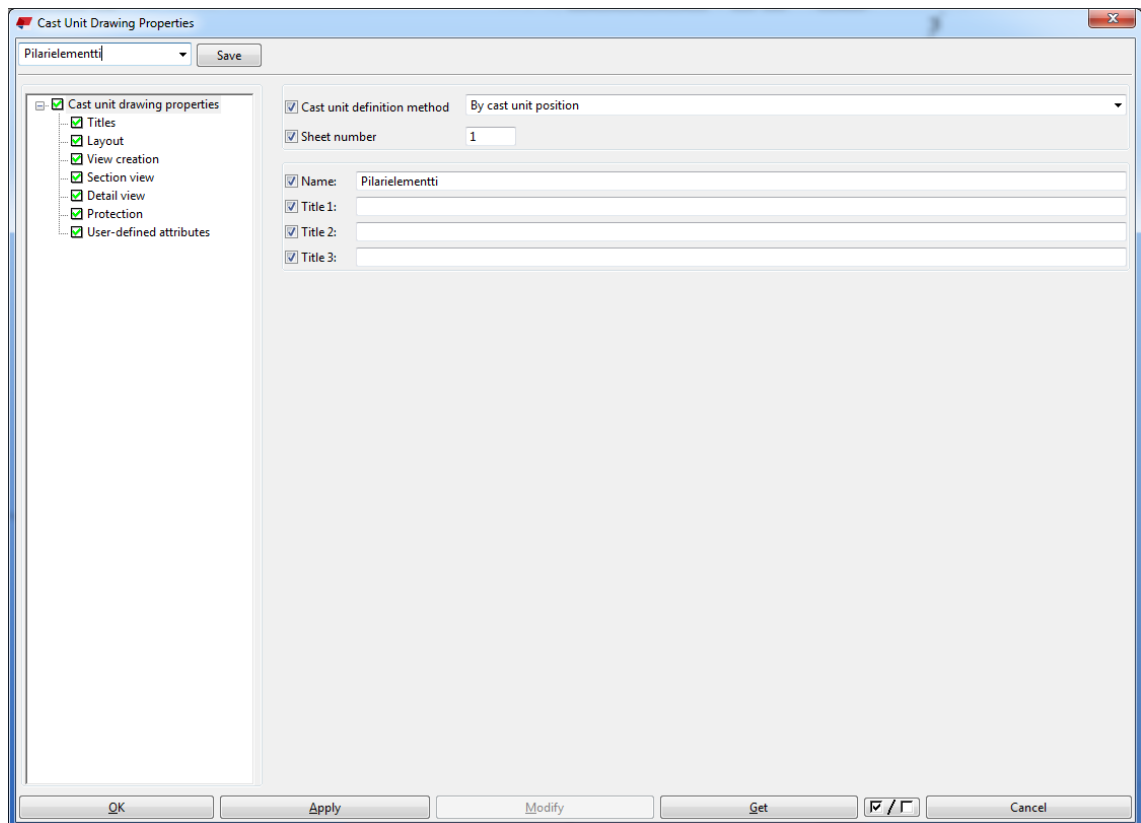 Cast Unit Drawing Properties
Pilarielementti Save
Cast unit drawing properties
Titles
Layout
View creation
Section view
Detail view
Protection
User-defined attributes
Cast unit definition method By cast unit position
Sheet number 1
Name: Pilarielementti
Title 1:
Title 2:
Title 3:
OK Apply Modify Get / Cancel